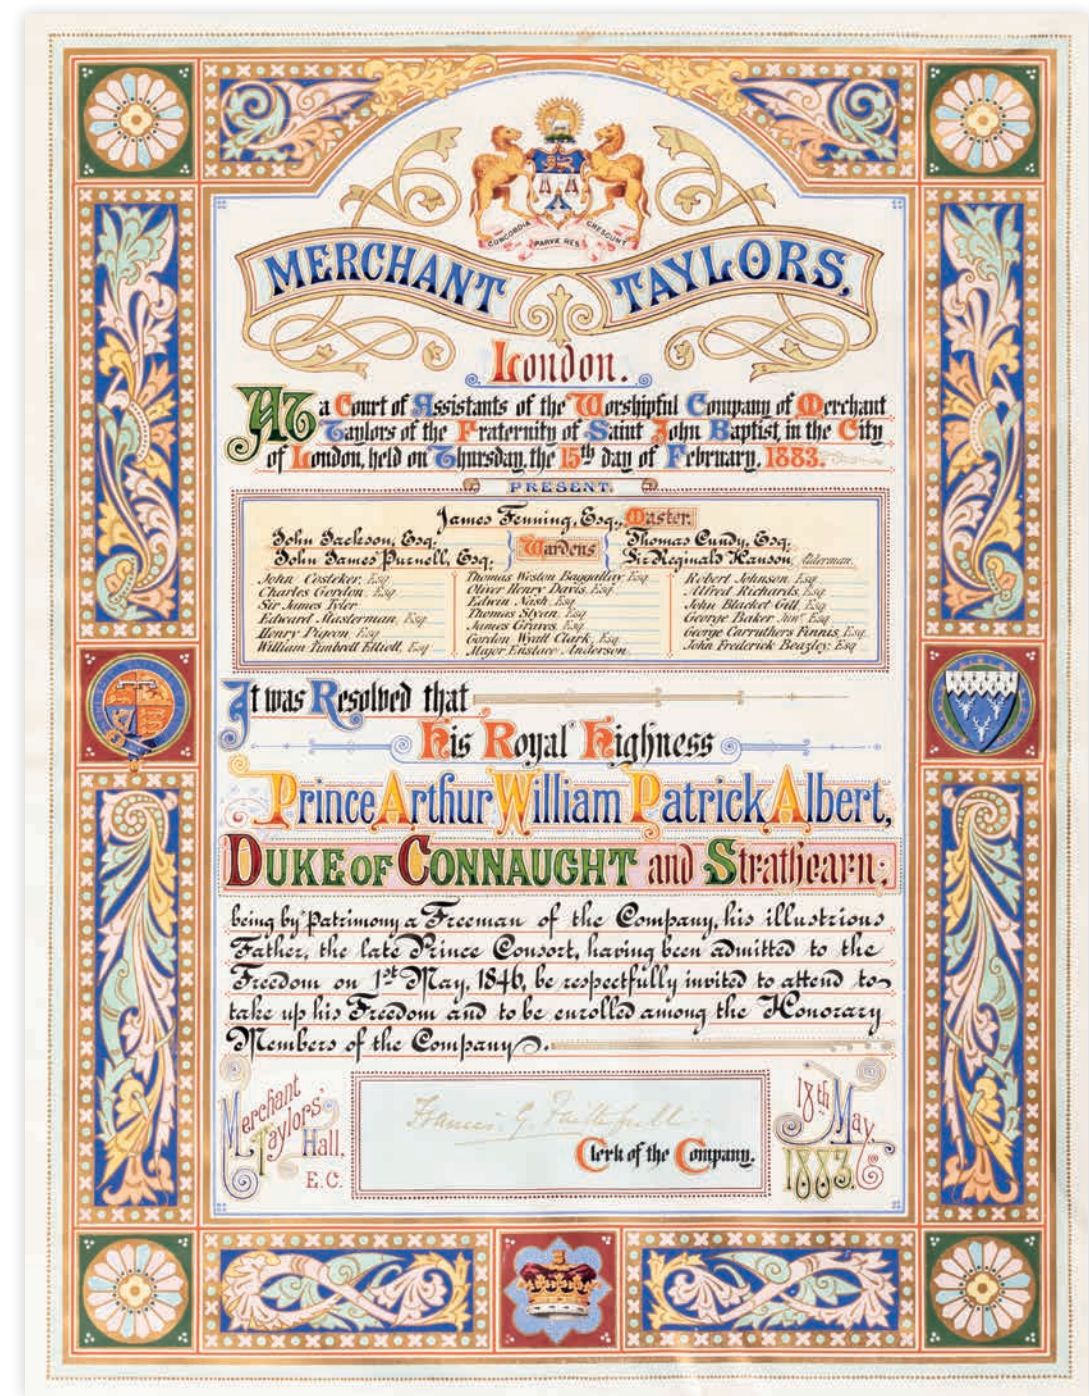 CONCORDIA PARVÆ RES CRESCUNT
MERCHANT TAYLORS,
London.
AT a Court of Assistants of the Worshipful Company of Merchant
Taylors of the Fraternity of Saint John Baptist, in the City
of London, held on Thursday, the 15th day of February, 1883.
PRESENT.
James Fenning, Esq., Master.
John Jackson, Esq.
John James Purnell, Esq.
Wardens
Thomas Cundy, Esq.
Sir Reginald Hanson, Alderman.
John Costeker, Esq.
Charles Gordon, Esq.
Sir James Tyler
Edward Masterman, Esq.
Henry Pigeon, Esq.
William Elliott, Esq.
Thomas Weston Baggallay, Esq.
Oliver Henry Davis, Esq.
Edwin Nash, Esq.
Thomas Styan, Esq.
James Graves, Esq.
Gordon Wyatt Clark, Esq.
Major Eustace Anderson.
Robert Johnson, Esq.
Alfred Richards, Esq.
John Blacket Gill, Esq.
George Baker Junr. Esq.
George Carruthers Finnis, Esq.
John Frederick Beazley, Esq.
It was Resolved that
His Royal Highness
Prince Arthur William Patrick Albert,
DUKE OF CONNAUGHT and Strathearn;
being by Patrimony a Freeman of the Company, his illustrious
Father, the late Prince Consort, having been admitted to the
Freedom on 1st May, 1846, be respectfully invited to attend to
take up his Freedom and to be enrolled among the Honorary
Members of the Company.
Merchant
Taylors'
Hall,
E.C.
Francis G. Faithfull
Clerk of the Company.
18th May,
1883.